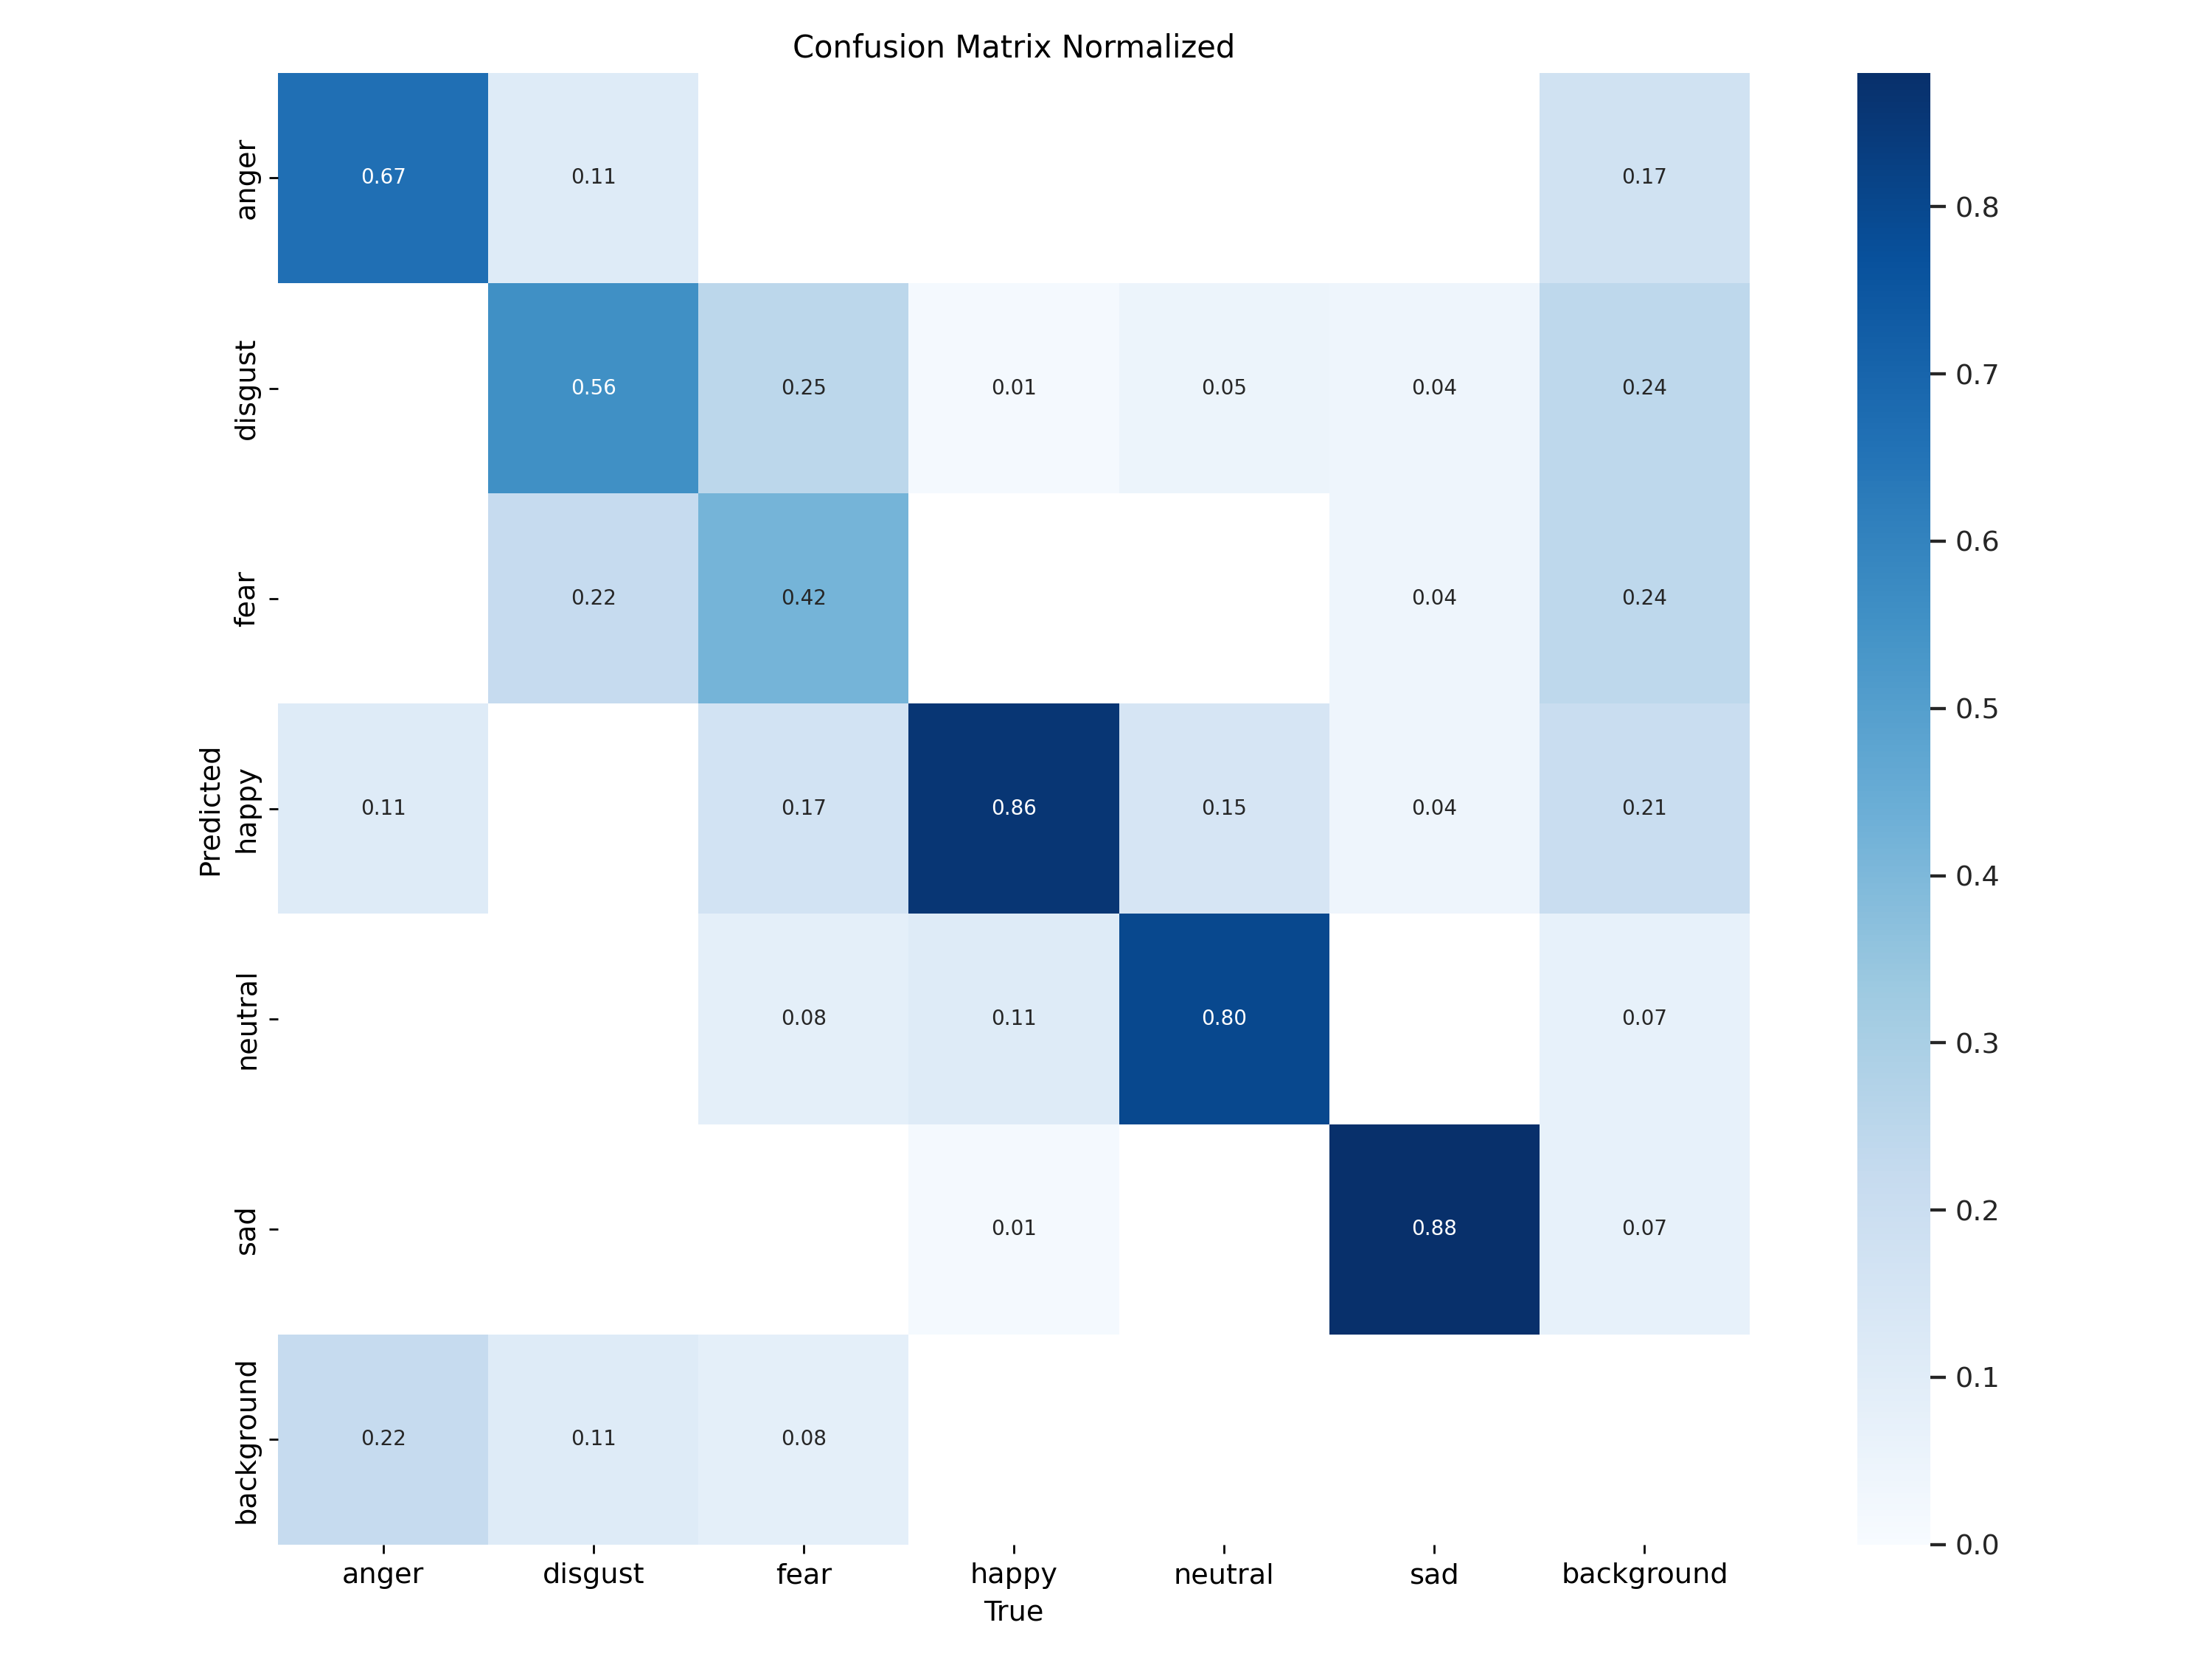 Confusion Matrix Normalized
anger
0.67
0.11
0.17
disgust
0.56
0.25
0.01
0.05
0.04
0.24
fear
0.22
0.42
0.04
0.24
Predicted
happy
0.11
0.17
0.86
0.15
0.04
0.21
neutral
0.08
0.11
0.80
0.07
sad
0.01
0.88
0.07
background
0.22
0.11
0.08
anger
disgust
fear
happy
neutral
sad
background
True
0.8
0.7
0.6
0.5
0.4
0.3
0.2
0.1
0.0